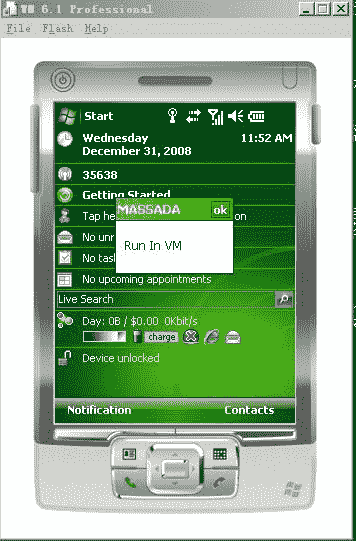 WM 6.1 Professional
File Flash Help
Start
Wednesday 11:52 AM
December 31, 2008
35638
Getting Started
Tap he on
MASSADA ok
No unr
Run In VM
No tas
No upcoming appointments
Live Search
Day: 0B / $0.00 0Kbit/s
charge
Device unlocked
Notification Contacts